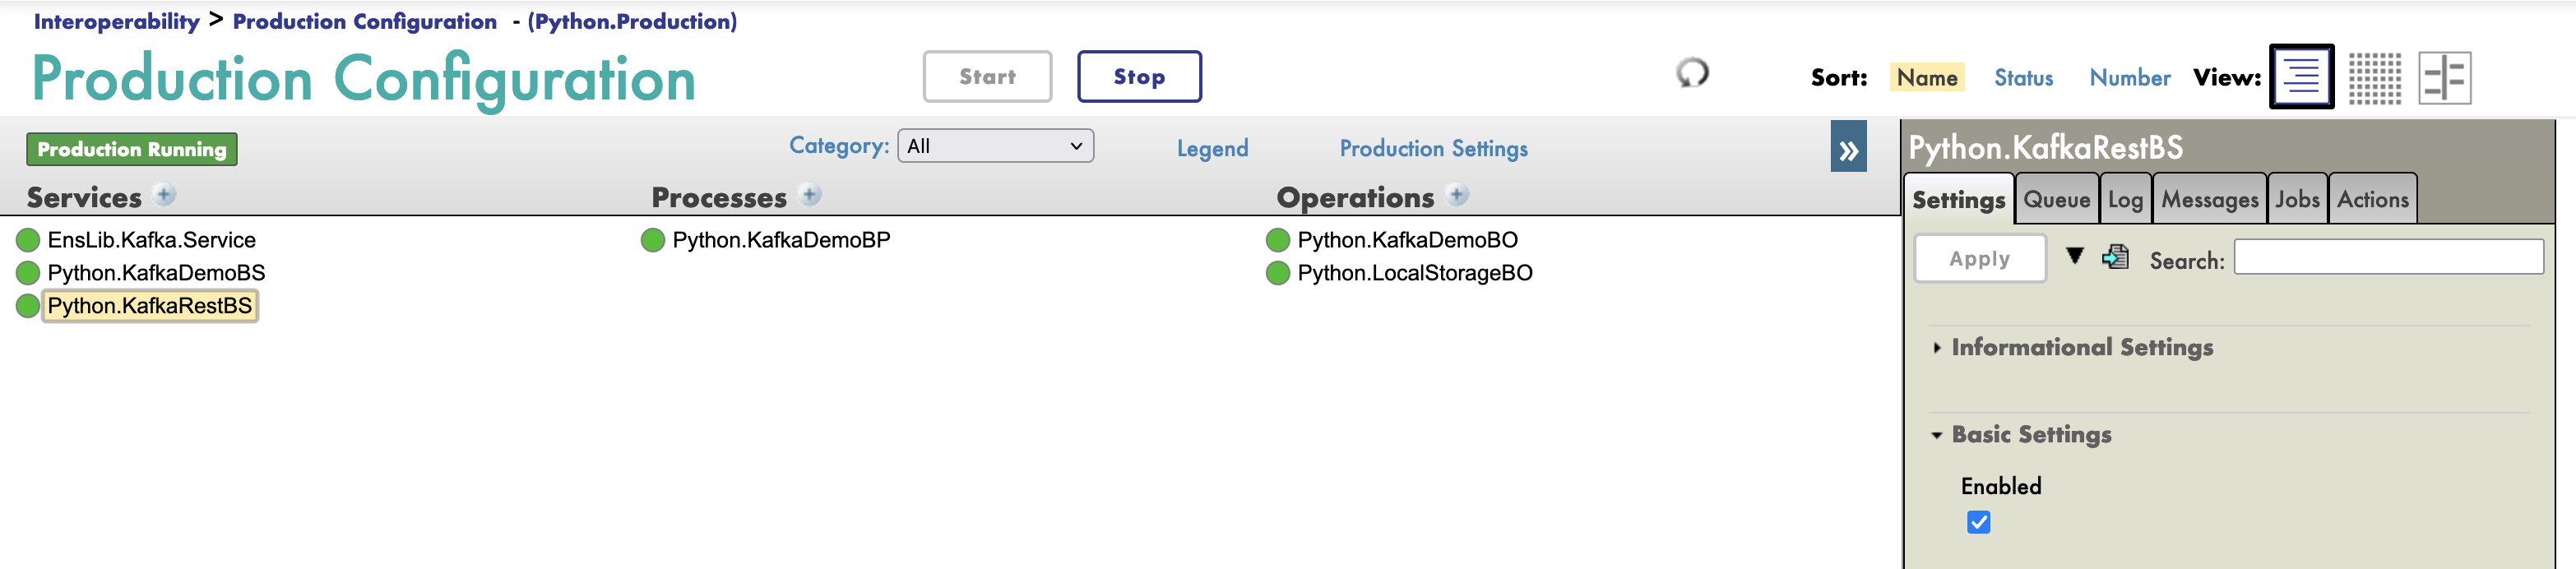 Interoperability > Production Configuration - (Python.Production)
Production Configuration
Start
Stop
Sort: Name Status Number View:
Production Running
Category: All
Legend
Production Settings
»
Services
Processes
Operations
EnsLib.Kafka.Service
Python.KafkaDemoBS
Python.KafkaRestBS
Python.KafkaDemoBP
Python.KafkaDemoBO
Python.LocalStorageBO
Python.KafkaRestBS
Settings Queue Log Messages Jobs Actions
Apply
Search:
Informational Settings
Basic Settings
Enabled